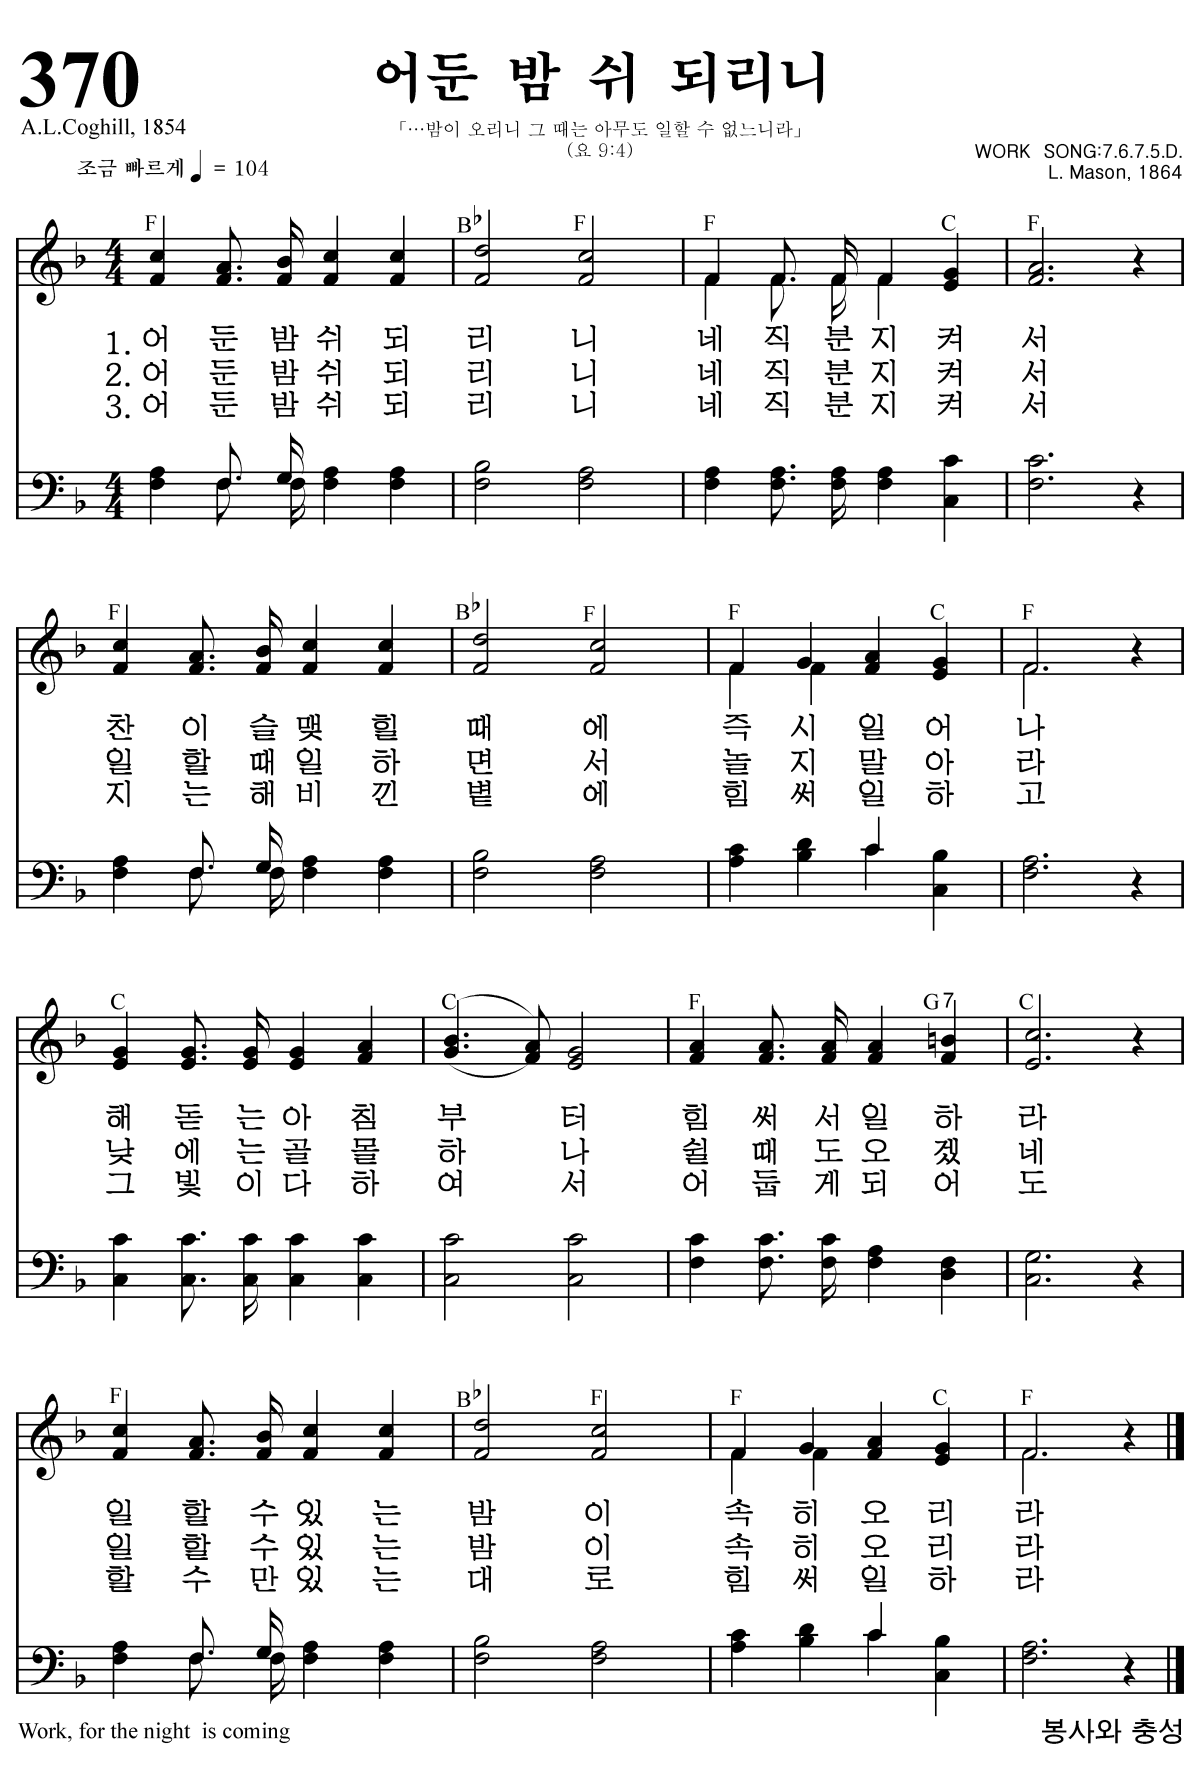 370
어둔 밤 쉬 되리니
A.L.Coghill, 1854
「…밤이 오리니 그 때는 아무도 일할 수 없느니라」
(요 9:4)
조금 빠르게 ♩ = 104
WORK SONG:7.6.7.5.D.
L. Mason, 1864
F B♭ F F C F
1. 어 둔 밤 쉬 되 리 니 네 직 분 지 켜 서
2. 어 둔 밤 쉬 되 리 니 네 직 분 지 켜 서
3. 어 둔 밤 쉬 되 리 니 네 직 분 지 켜 서
F B♭ F F C F
찬 이 슬 맺 힐 때 에 즉 시 일 어 나
일 할 때 일 하 면 서 놀 지 말 아 라
지 는 해 비 낀 볕 에 힘 써 일 하 고
C C F G7 C
해 돋 는 아 침 부 터 힘 써 서 일 하 라
낮 에 는 골 몰 하 나 쉴 때 도 오 겠 네
그 빛 이 다 하 여 서 어 둡 게 되 어 도
F B♭ F F C F
일 할 수 있 는 밤 이 속 히 오 리 라
일 할 수 있 는 밤 이 속 히 오 리 라
할 수 만 있 는 대 로 힘 써 일 하 라
Work, for the night is coming
봉사와 충성